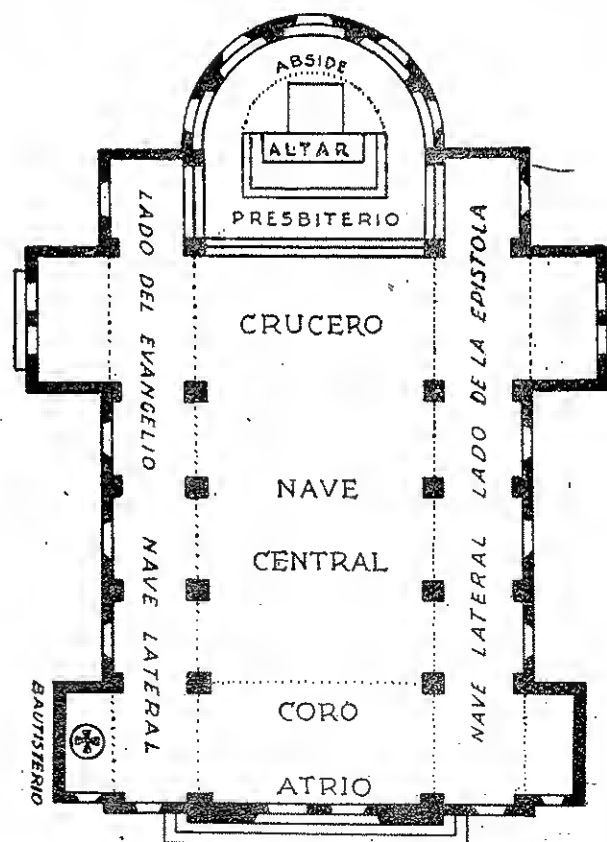 ABSIDE
ALTAR
PRESBITERIO
LADO DEL EVANGELIO NAVE LATERAL
CRUCERO
NAVE LATERAL LADO DE LA EPISTOLA
NAVE
CENTRAL
CORO
ATRIO
BAUTISTERIO